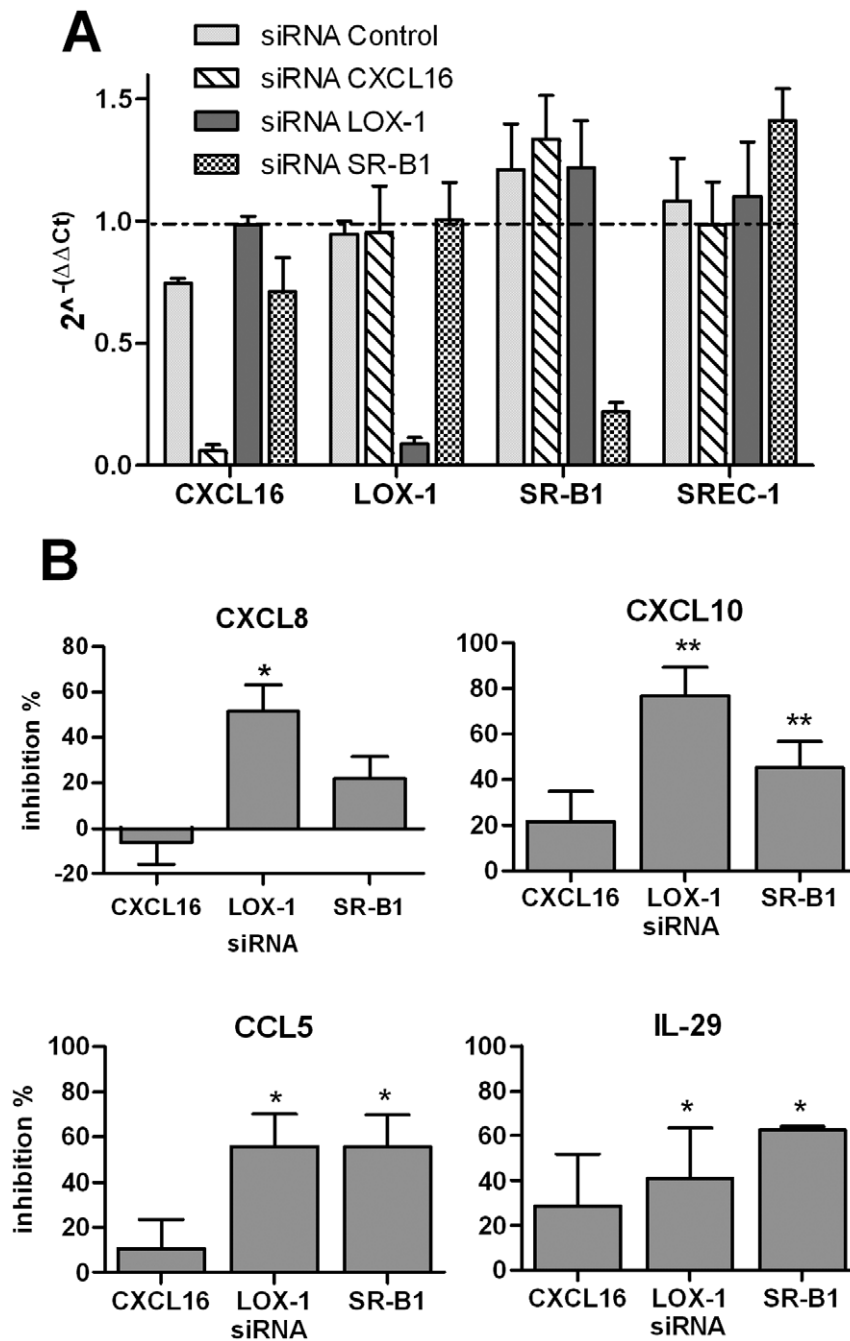 A
siRNA Control
siRNA CXCL16
siRNA LOX-1
siRNA SR-B1
2^-(ΔΔCt)
1.5
1.0
0.5
0.0
CXCL16 LOX-1 SR-B1 SREC-1
B
CXCL8
inhibition %
80
60
40
20
0
-20
*
CXCL16 LOX-1 SR-B1
siRNA
CXCL10
100
80
60
40
20
0
**
**
CXCL16 LOX-1 SR-B1
siRNA
CCL5
inhibition %
100
80
60
40
20
0
*
*
CXCL16 LOX-1 SR-B1
siRNA
IL-29
100
80
60
40
20
0
*
*
CXCL16 LOX-1 SR-B1
siRNA